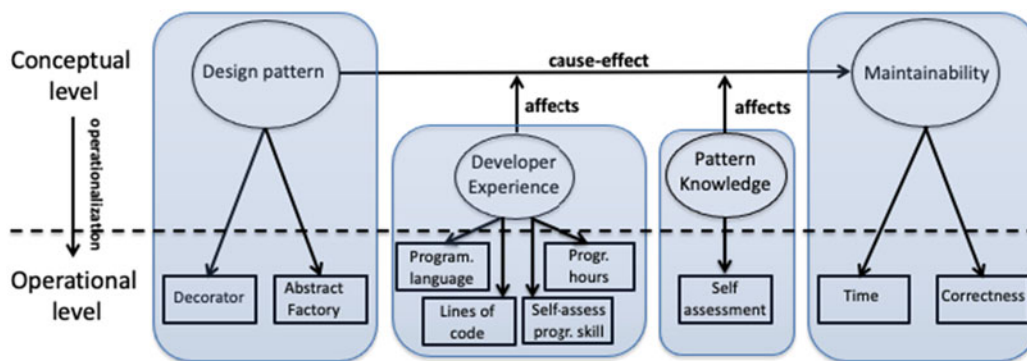 Conceptual
level
operationalization
Operational
level
Design pattern
cause-effect
Maintainability
affects
affects
Developer
Experience
Pattern
Knowledge
Decorator
Abstract
Factory
Program.
language
Progr.
hours
Lines of
code
Self-assess
progr. skill
Self
assessment
Time
Correctness